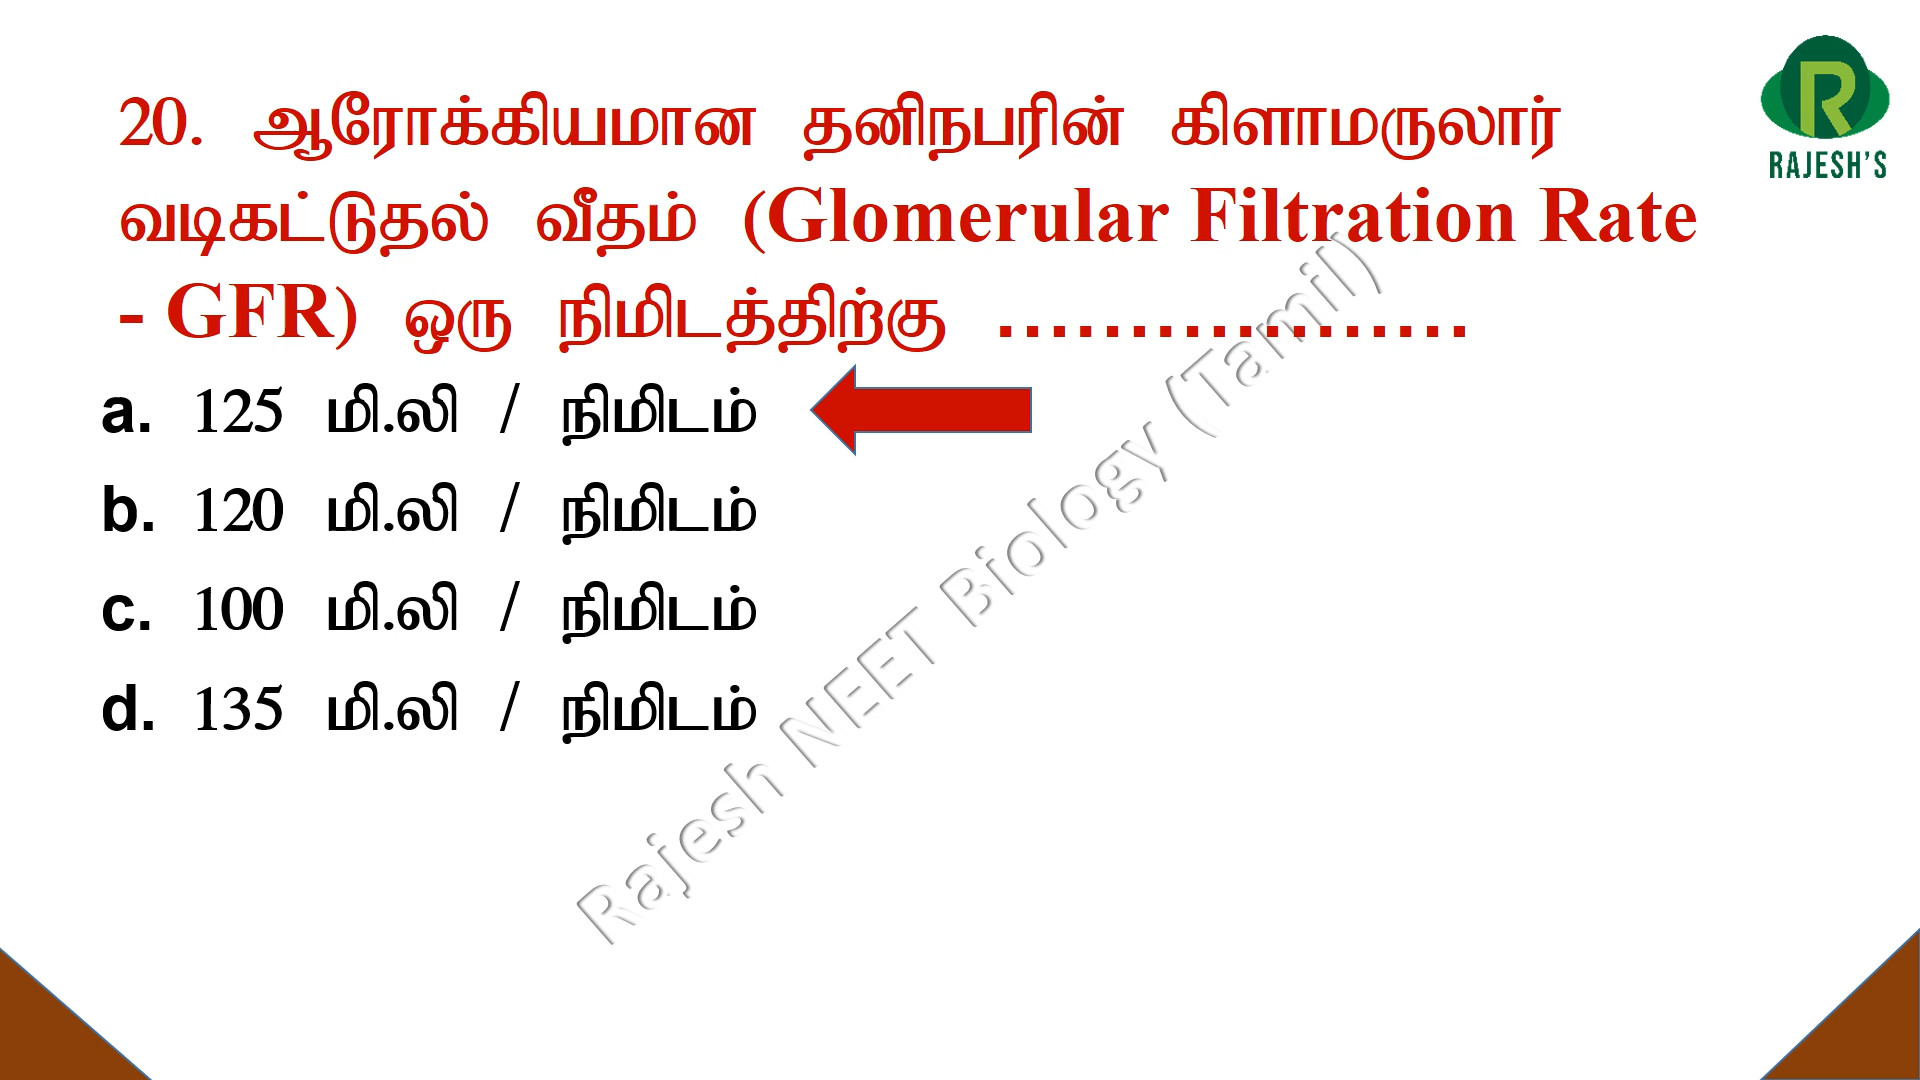 20. ஆரோக்கியமான தனிநபரின் கிளாமருலார்
வடிகட்டுதல் வீதம் (Glomerular Filtration Rate
- GFR) ஒரு நிமிடத்திற்கு ..................
a. 125 மி.லி / நிமிடம்
b. 120 மி.லி / நிமிடம்
c. 100 மி.லி / நிமிடம்
d. 135 மி.லி / நிமிடம்
R
RAJESH'S
Rajesh NEET Biology (Tamil)